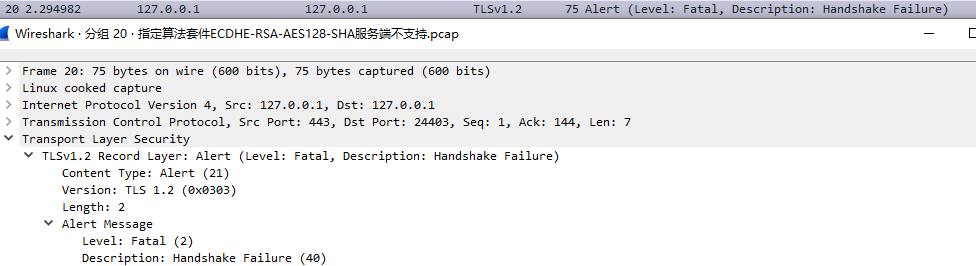 20 2.294982 127.0.0.1 127.0.0.1 TLSv1.2 75 Alert (Level: Fatal, Description: Handshake Failure)
Wireshark · 分组 20 · 指定算法套件ECDHE-RSA-AES128-SHA服务端不支持.pcap
Frame 20: 75 bytes on wire (600 bits), 75 bytes captured (600 bits)
Linux cooked capture
Internet Protocol Version 4, Src: 127.0.0.1, Dst: 127.0.0.1
Transmission Control Protocol, Src Port: 443, Dst Port: 24403, Seq: 1, Ack: 144, Len: 7
Transport Layer Security
TLSv1.2 Record Layer: Alert (Level: Fatal, Description: Handshake Failure)
Content Type: Alert (21)
Version: TLS 1.2 (0x0303)
Length: 2
Alert Message
Level: Fatal (2)
Description: Handshake Failure (40)